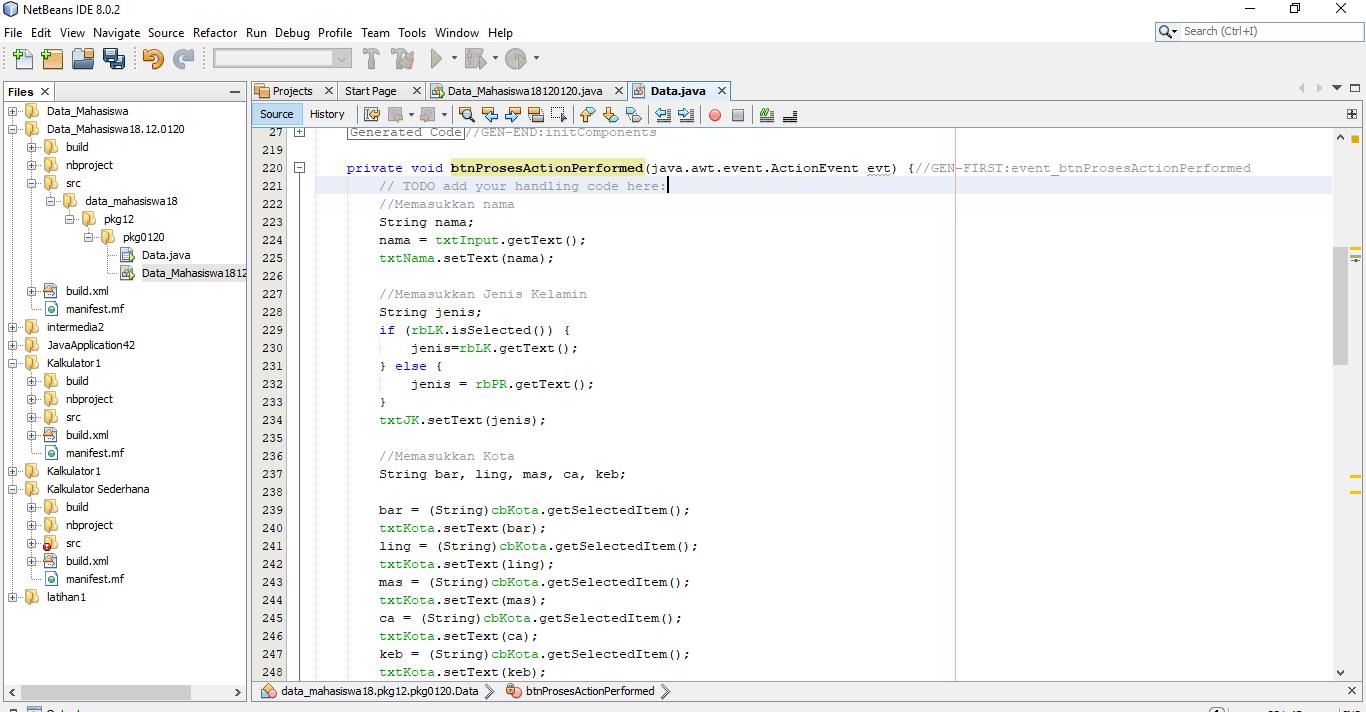 NetBeans IDE 8.0.2
File Edit View Navigate Source Refactor Run Debug Profile Team Tools Window Help
Search (Ctrl+I)
Files
Data_Mahasiswa
Data_Mahasiswa18.12.0120
build
nbproject
src
data_mahasiswa18
pkg12
pkg0120
Data.java
Data_Mahasiswa1812
build.xml
manifest.mf
intermedia2
JavaApplication42
Kalkulator1
build
nbproject
src
build.xml
manifest.mf
Kalkulator1
Kalkulator Sederhana
build
nbproject
src
build.xml
manifest.mf
latihan1
Projects Start Page Data_Mahasiswa18120120.java Data.java
Source History
27 Generated Code//GEN-END:initComponents
219
220 private void btnProsesActionPerformed(java.awt.event.ActionEvent evt) {//GEN-FIRST:event_btnProsesActionPerformed
221 // TODO add your handling code here:
222 //Memasukkan nama
223 String nama;
224 nama = txtInput.getText();
225 txtNama.setText(nama);
226
227 //Memasukkan Jenis Kelamin
228 String jenis;
229 if (rbLK.isSelected()) {
230 jenis=rbLK.getText();
231 } else {
232 jenis = rbPR.getText();
233 }
234 txtJK.setText(jenis);
235
236 //Memasukkan Kota
237 String bar, ling, mas, ca, keb;
238
239 bar = (String)cbKota.getSelectedItem();
240 txtKota.setText(bar);
241 ling = (String)cbKota.getSelectedItem();
242 txtKota.setText(ling);
243 mas = (String)cbKota.getSelectedItem();
244 txtKota.setText(mas);
245 ca = (String)cbKota.getSelectedItem();
246 txtKota.setText(ca);
247 keb = (String)cbKota.getSelectedItem();
248 txtKota.setText(keb);
data_mahasiswa18.pkg12.pkg0120.Data btnProsesActionPerformed